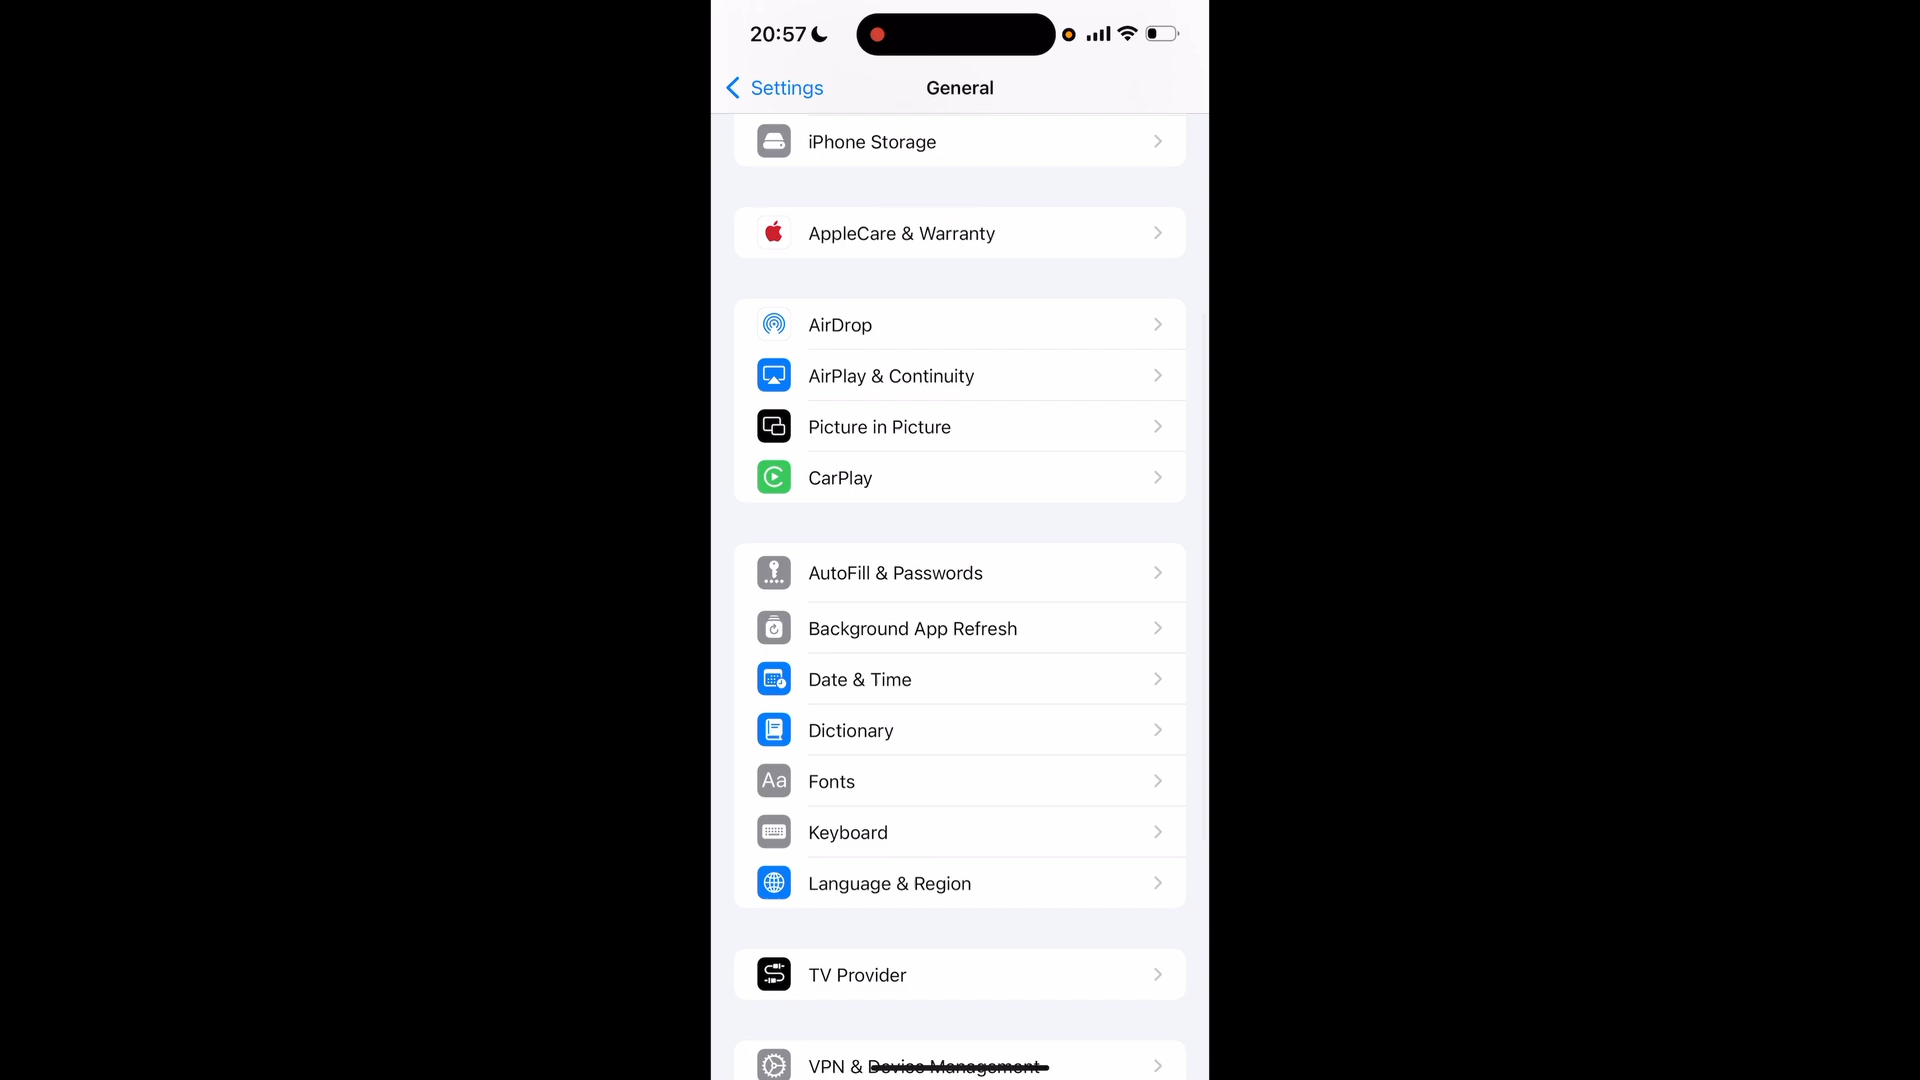 20:57
Settings
General
iPhone Storage
AppleCare & Warranty
AirDrop
AirPlay & Continuity
Picture in Picture
CarPlay
AutoFill & Passwords
Background App Refresh
Date & Time
Dictionary
Aa
Fonts
Keyboard
Language & Region
TV Provider
VPN & Device Management